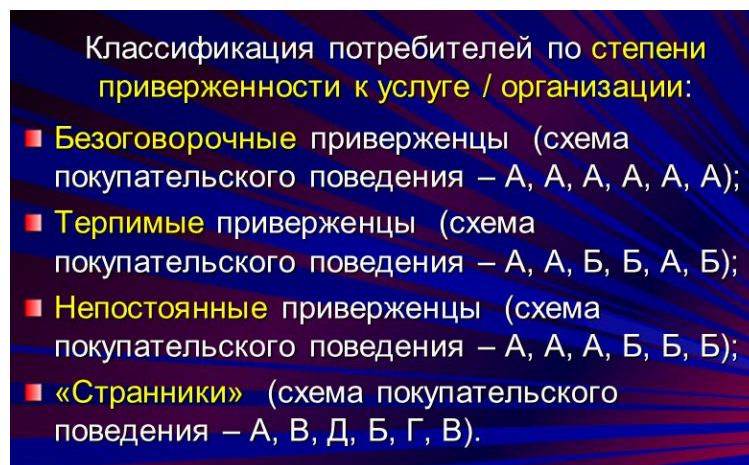 Классификация потребителей по степени
приверженности к услуге / организации:
Безоговорочные приверженцы (схема
покупательского поведения – А, А, А, А, А, А);
Терпимые приверженцы (схема
покупательского поведения – А, А, Б, Б, А, Б);
Непостоянные приверженцы (схема
покупательского поведения – А, А, А, Б, Б, Б);
«Странники» (схема покупательского
поведения – А, В, Д, Б, Г, В).